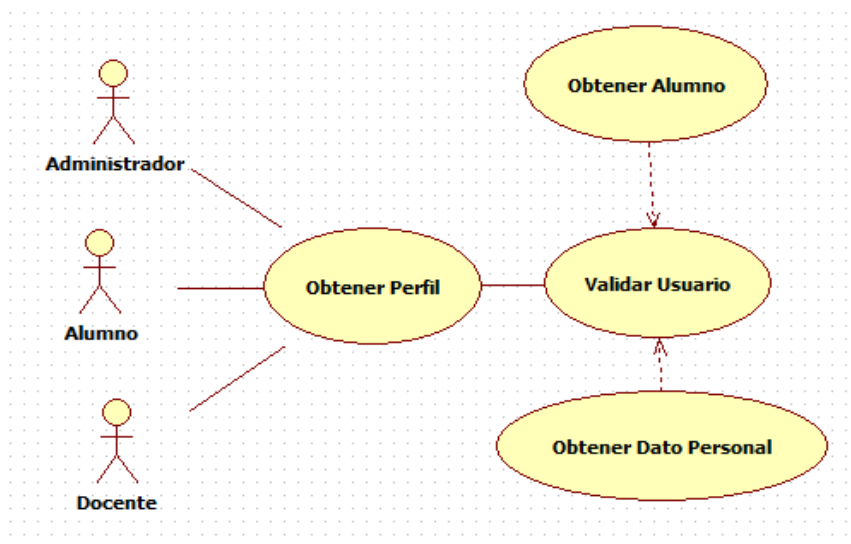 Obtener Alumno
Administrador
Obtener Perfil
Validar Usuario
Alumno
Obtener Dato Personal
Docente